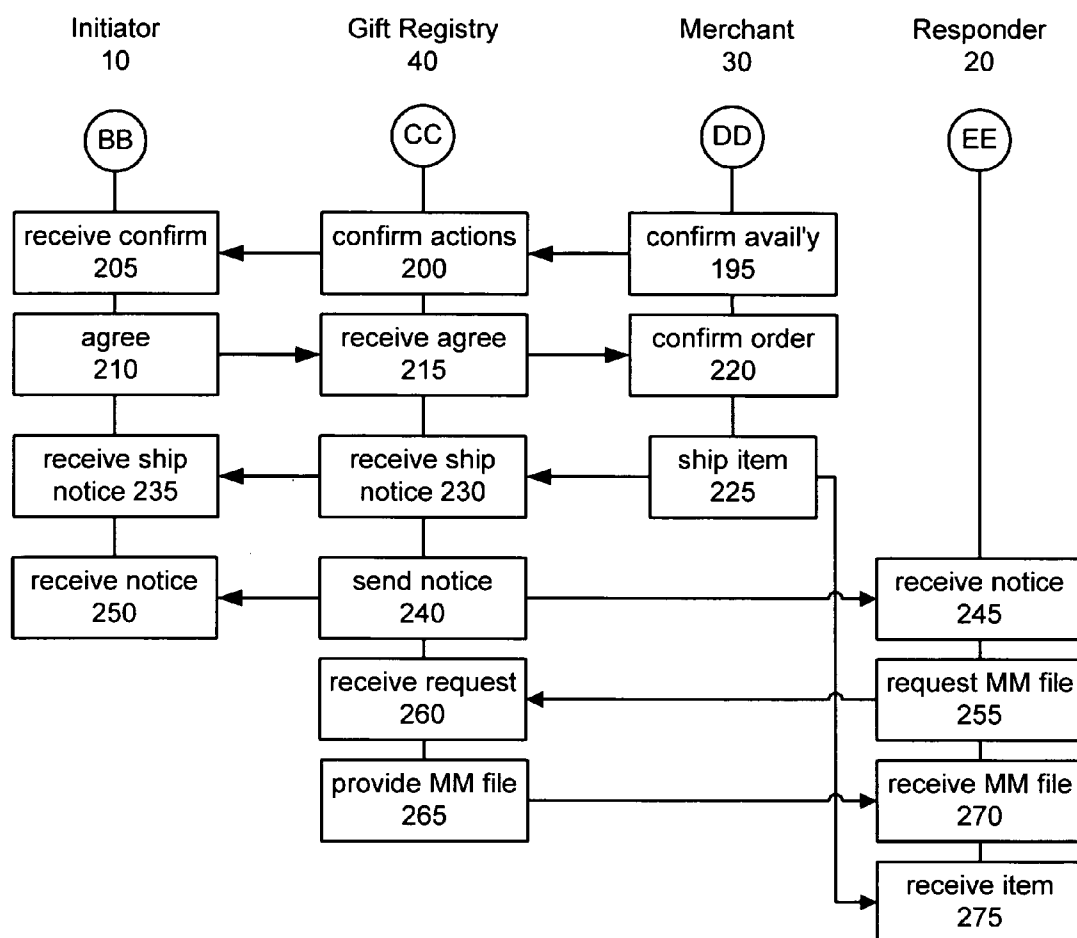 Initiator
10
Gift Registry
40
Merchant
30
Responder
20
BB
CC
DD
EE
receive confirm
205
confirm actions
200
confirm avail'y
195
agree
210
receive agree
215
confirm order
220
receive ship
notice 235
receive ship
notice 230
ship item
225
receive notice
250
send notice
240
receive notice
245
receive request
260
request MM file
255
provide MM file
265
receive MM file
270
receive item
275